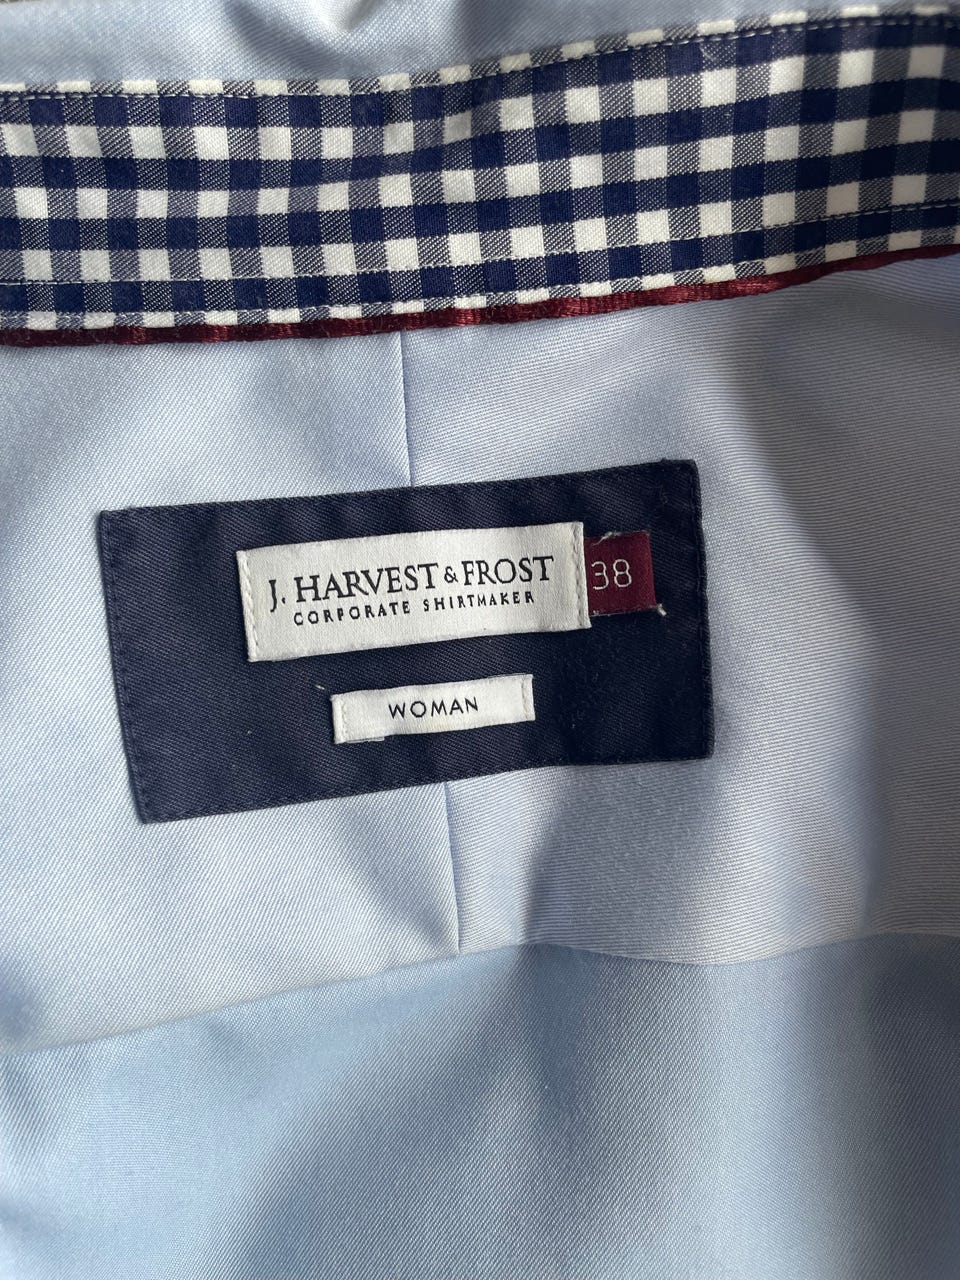 J. HARVEST & FROST
CORPORATE SHIRTMAKER
38
WOMAN